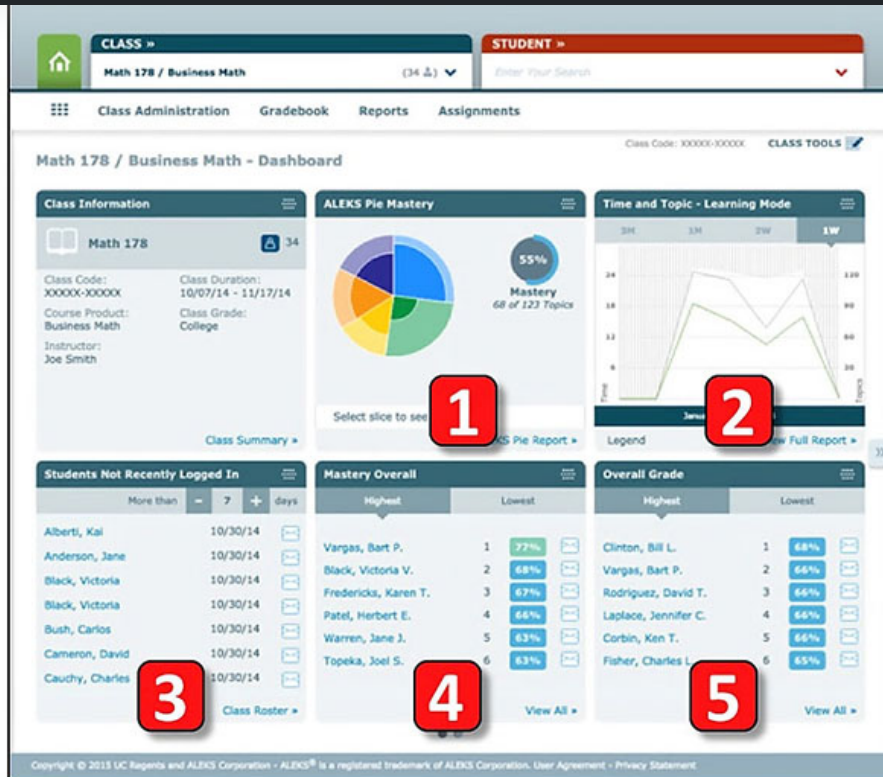 CLASS »
STUDENT »
Math 178 / Business Math (34 ) Enter Your Search
Class Administration Gradebook Reports Assignments
Class Code: XXXXX-XXXXX CLASS TOOLS
Math 178 / Business Math - Dashboard
Class Information
Math 178 34
Class Code: Class Duration:
XXXXX-XXXXX 10/07/14 - 11/17/14
Course Product: Class Grade:
Business Math College
Instructor:
Joe Smith
Class Summary »
ALEKS Pie Mastery
55%
Mastery
68 of 123 Topics
Select slice to see
1
Pie Report »
Time and Topic - Learning Mode
3M 1M 2W 1W
24 120
18 90
12 60
6 30
Time Topics
2
Legend Full Report »
Students Not Recently Logged In
More than - 7 + days
Alberti, Kai 10/30/14
Anderson, Jane 10/30/14
Black, Victoria 10/30/14
Black, Victoria 10/30/14
Bush, Carlos 10/30/14
Cameron, David 10/30/14
Cauchy, Charles 10/30/14
3
Class Roster »
Mastery Overall
Highest Lowest
Vargas, Bart P. 1 77%
Black, Victoria V. 2 68%
Fredericks, Karen T. 3 67%
Patel, Herbert E. 4 66%
Warren, Jane J. 5 63%
Topeka, Joel S. 6 63%
4
View All »
Overall Grade
Highest Lowest
Clinton, Bill L. 1 68%
Vargas, Bart P. 2 66%
Rodriguez, David T. 3 66%
Laplace, Jennifer C. 4 66%
Corbin, Ken T. 5 66%
Fisher, Charles 6 65%
5
View All »
Copyright © 2015 UC Regents and ALEKS Corporation - ALEKS® is a registered trademark of ALEKS Corporation. User Agreement - Privacy Statement